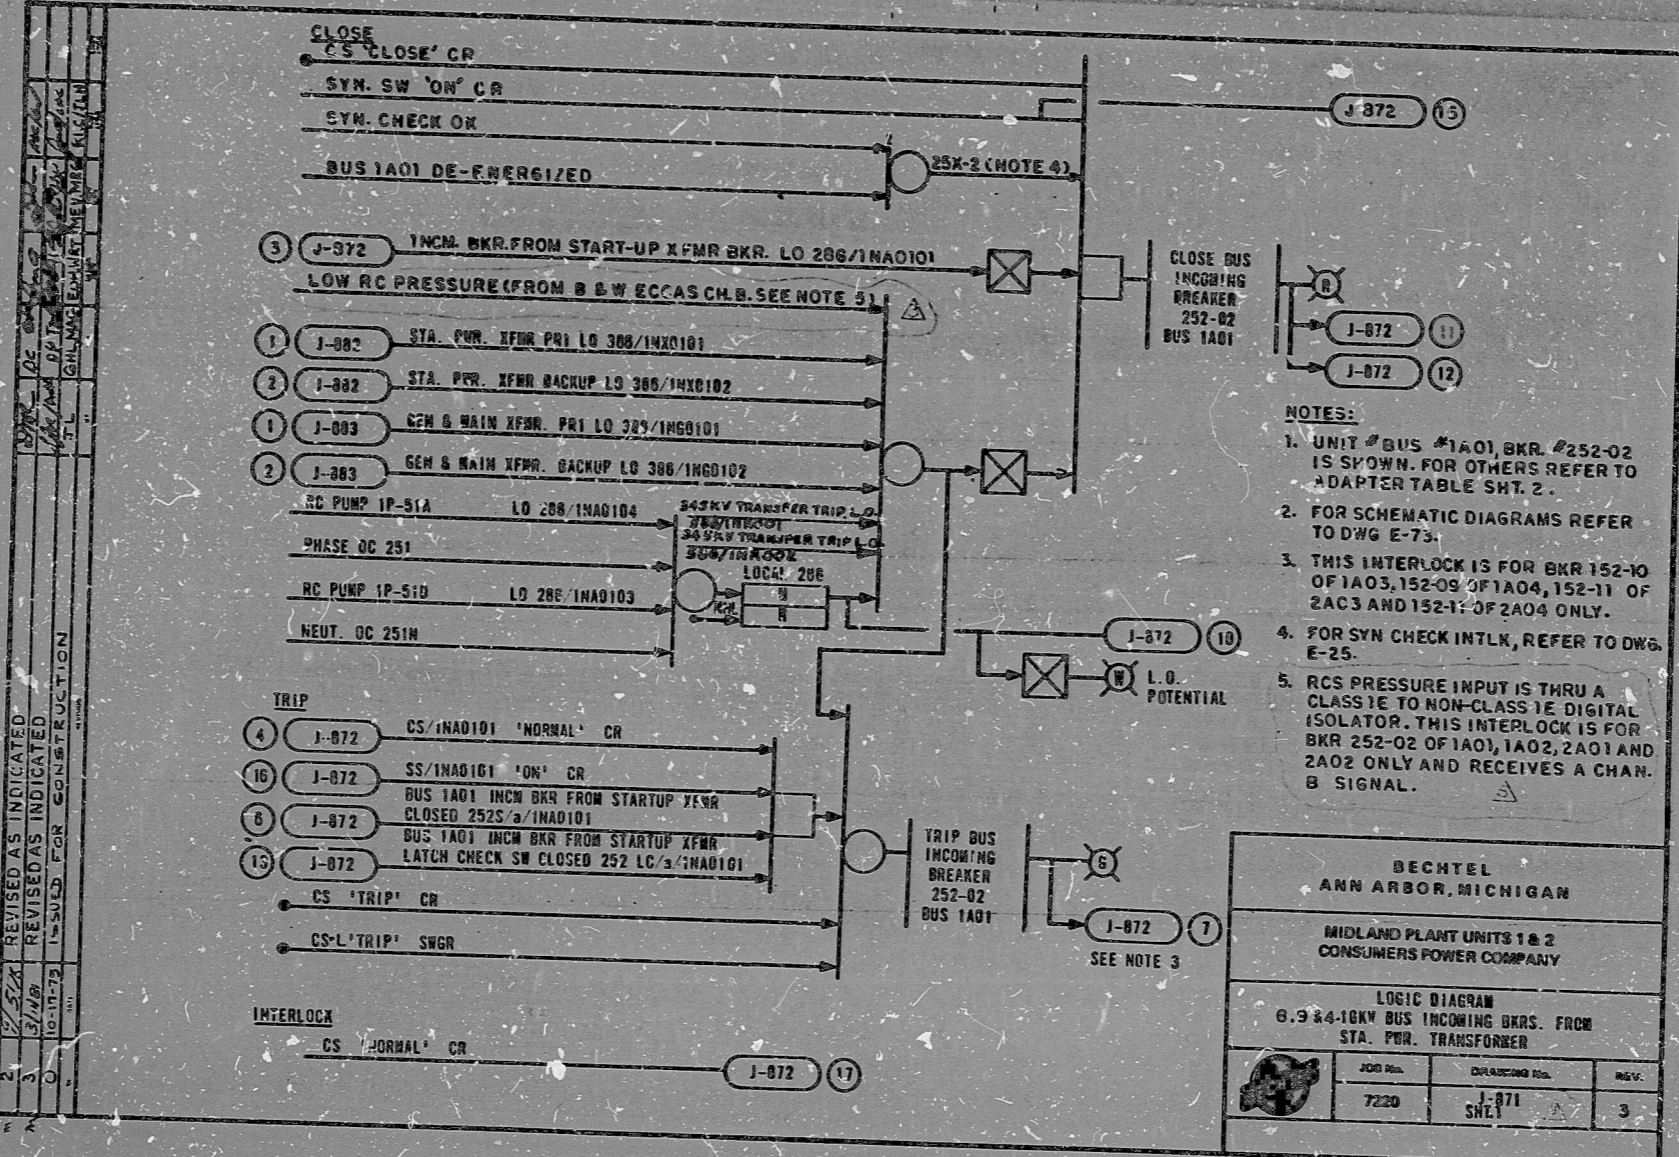 CLOSE
CS 'CLOSE' CR
SYN. SW 'ON' CR
SYN. CHECK OK
BUS 1A01 DE-ENERGIZED
25X-2 (NOTE 4)
J-872 15
3 J-872 INCM. BKR. FROM START-UP XFMR BKR. LO 286/1NA0101
LOW RC PRESSURE (FROM B & W ECCAS CH. B. SEE NOTE 5)
3
1 J-882 STA. PWR. XFMR PRI LO 386/1NX0101
2 J-882 STA. PWR. XFMR BACKUP LO 386/1NX0102
1 J-883 GEN & MAIN XFMR. PRI LO 386/1NG0101
2 J-883 GEN & MAIN XFMR. BACKUP LO 386/1NG0102
RC PUMP 1P-51A LO 286/1NA0104
345KV TRANSFER TRIP L.O.
345KV TRANSFER TRIP L.O.
PHASE OC 251
LOCAL 286
RC PUMP 1P-51D LO 286/1NA0103
R
NEUT. OC 251N
CLOSE BUS
INCOMING
BREAKER
252-02
BUS 1A01
R
J-872 11
J-872 12
J-872 10
W L.O.
POTENTIAL
NOTES:
1. UNIT # BUS #1A01, BKR. #252-02
IS SHOWN. FOR OTHERS REFER TO
ADAPTER TABLE SHT. 2.
2. FOR SCHEMATIC DIAGRAMS REFER
TO DWG E-73.
3. THIS INTERLOCK IS FOR BKR 152-10
OF 1A03, 152-09 OF 1A04, 152-11 OF
2AC3 AND 152-11 OF 2A04 ONLY.
4. FOR SYN CHECK INTLK, REFER TO DWG.
E-25.
5. RCS PRESSURE INPUT IS THRU A
CLASS 1E TO NON-CLASS 1E DIGITAL
ISOLATOR. THIS INTERLOCK IS FOR
BKR 252-02 OF 1A01, 1A02, 2A01 AND
2A02 ONLY AND RECEIVES A CHAN.
B SIGNAL.
3
TRIP
4 J-872 CS/1NA0101 'NORMAL' CR
16 J-872 SS/1NA0101 'ON' CR
BUS 1A01 INCM BKR FROM STARTUP XFMR
6 J-872 CLOSED 252S/a/1NA0101
BUS 1A01 INCM BKR FROM STARTUP XFMR
13 J-872 LATCH CHECK SW CLOSED 252 LC/a/1NA0101
CS 'TRIP' CR
CS-L 'TRIP' SWGR
TRIP BUS
INCOMING
BREAKER
252-02
BUS 1A01
G
J-872 7
SEE NOTE 3
INTERLOCK
CS 'NORMAL' CR
J-872 17
BECHTEL
ANN ARBOR, MICHIGAN
MIDLAND PLANT UNITS 1 & 2
CONSUMERS POWER COMPANY
LOGIC DIAGRAM
6.9 & 4.16KV BUS INCOMING BKRS. FROM
STA. PWR. TRANSFORMER
JOB No. DRAWING No. REV.
7220 J-871 SHT. 1 3
REVISED AS INDICATED
3 REVISED AS INDICATED
0 10-17-73 ISSUED FOR CONSTRUCTION